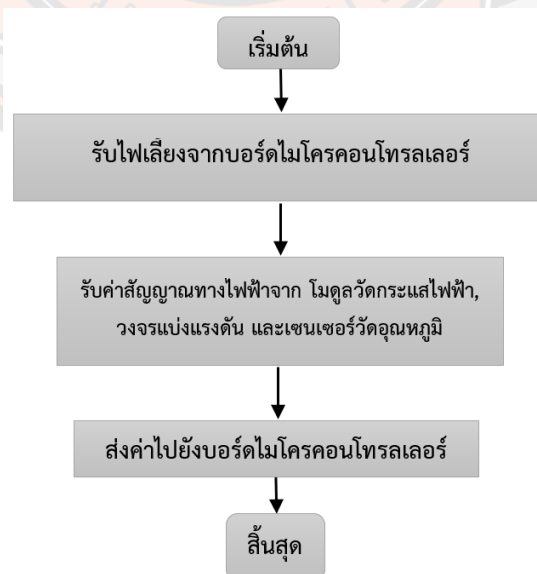 เริ่มต้น
รับไฟเลี้ยงจากบอร์ดไมโครคอนโทรลเลอร์
รับค่าสัญญาณทางไฟฟ้าจาก โมดูลวัดกระแสไฟฟ้า,
วงจรแบ่งแรงดัน และเซนเซอร์วัดอุณหภูมิ
ส่งค่าไปยังบอร์ดไมโครคอนโทรลเลอร์
สิ้นสุด